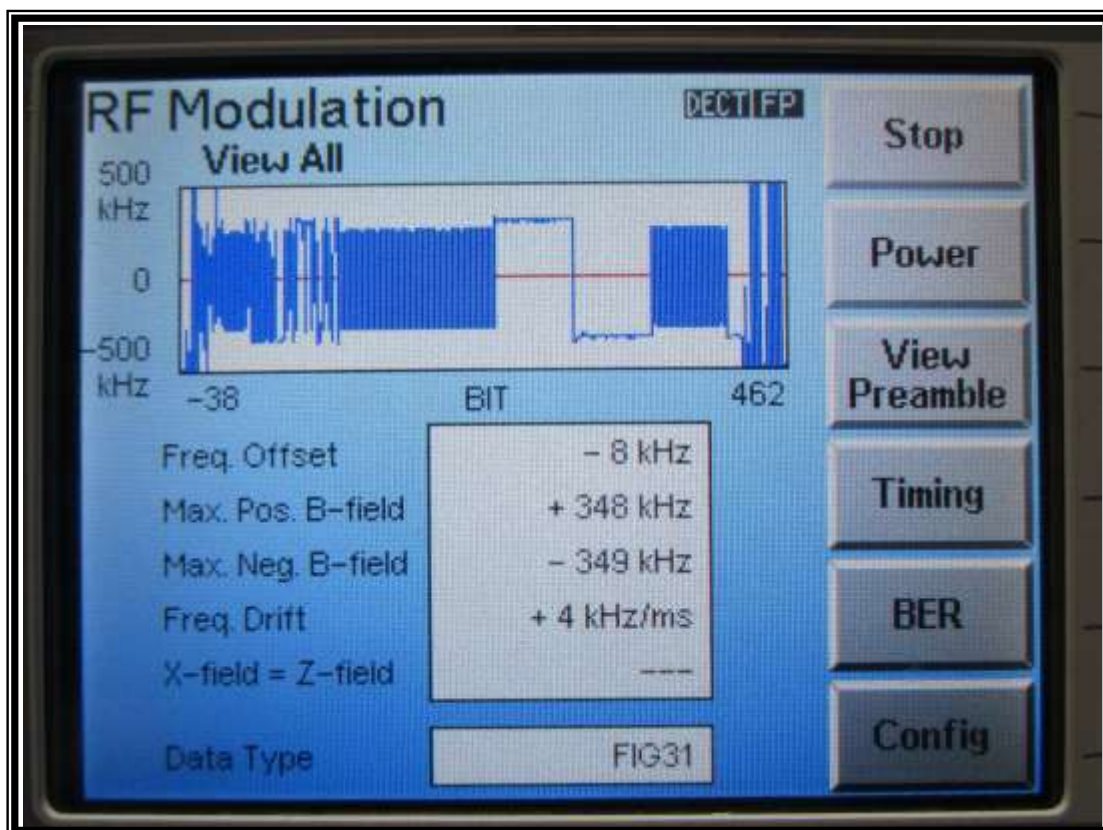 RF Modulation
DECT FP
View All
500
kHz
0
-500
kHz
-38
BIT
462
Freq. Offset
- 8 kHz
Max. Pos. B-field
+ 348 kHz
Max. Neg. B-field
- 349 kHz
Freq. Drift
+ 4 kHz/ms
X-field = Z-field
---
Data Type
FIG31
Stop
Power
View
Preamble
Timing
BER
Config